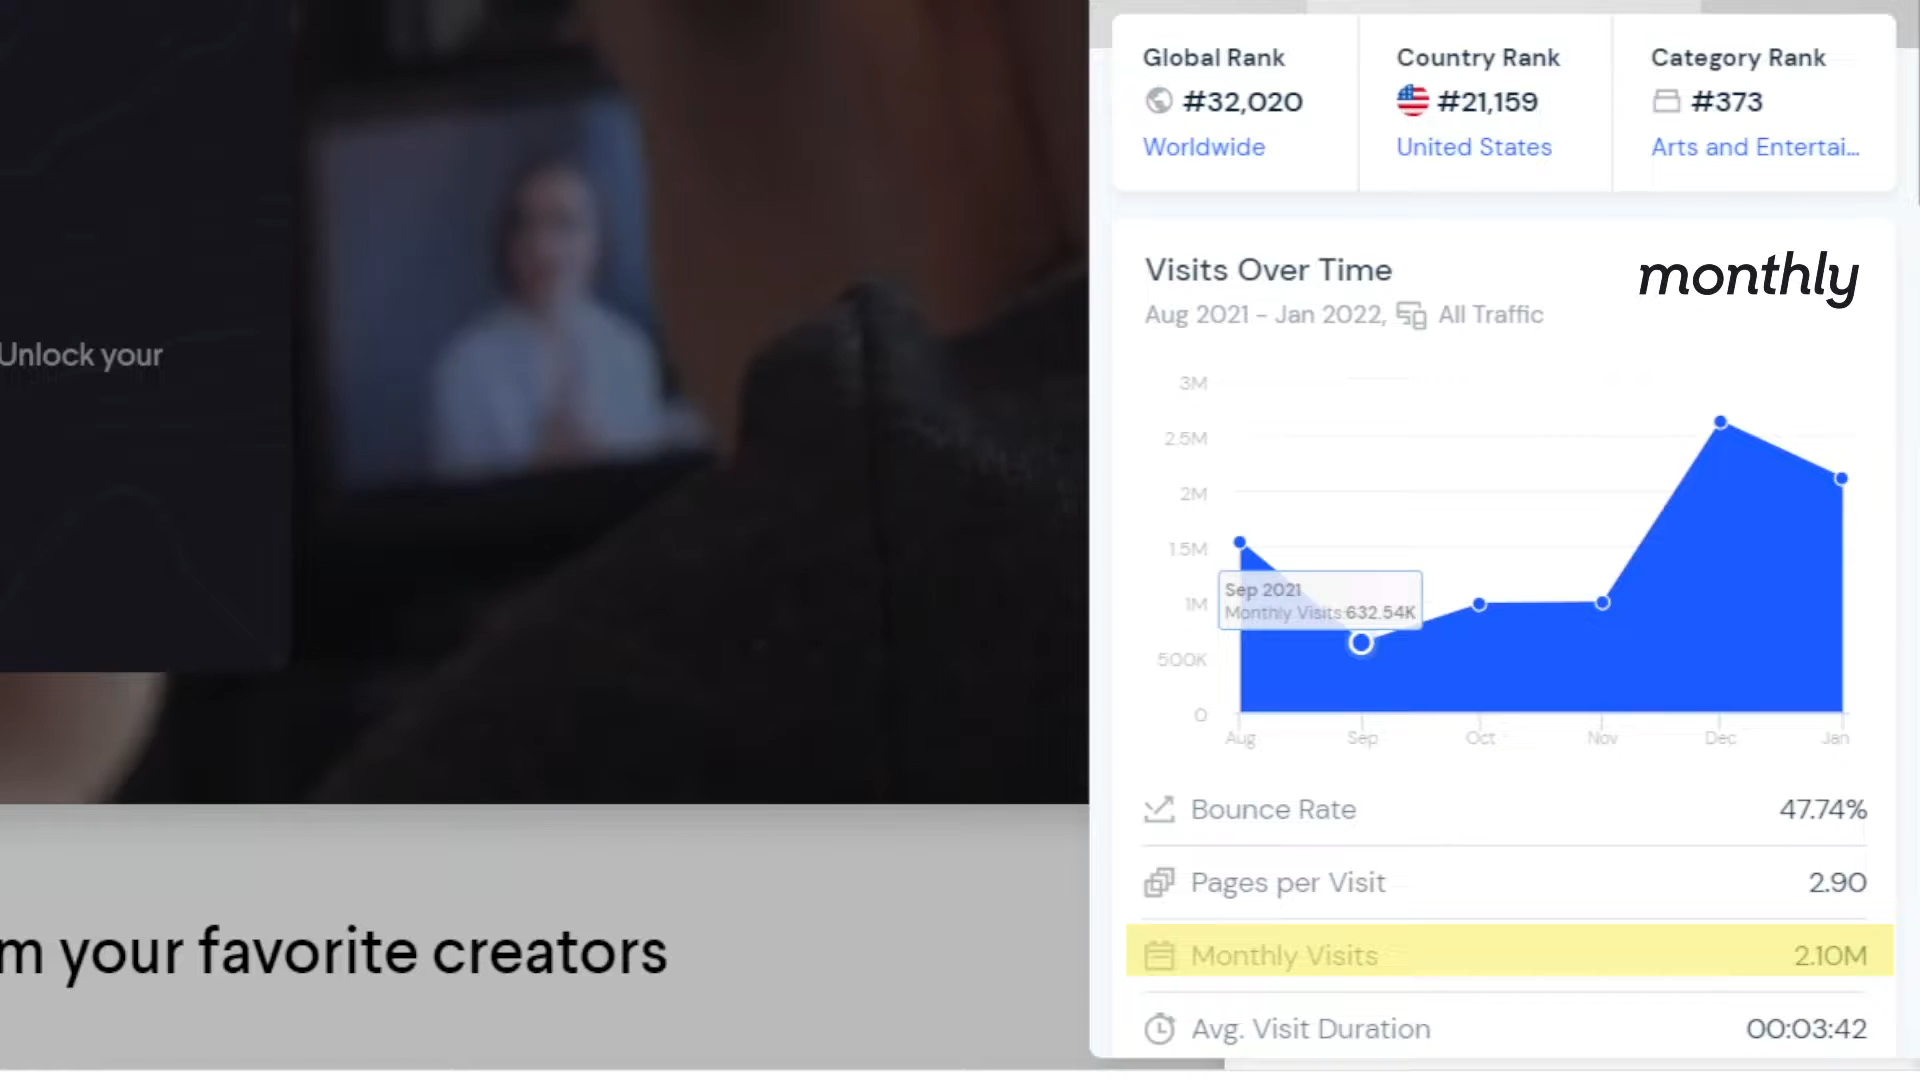 Global Rank
#32,020
Worldwide
Country Rank
#21,159
United States
Category Rank
#373
Arts and Entertai...
Visits Over Time
monthly
Aug 2021 - Jan 2022, All Traffic
3M
2.5M
2M
1.5M
1M
500K
0
Sep 2021
Monthly Visits:632.54K
Aug Sep Oct Nov Dec Jan
Bounce Rate 47.74%
Pages per Visit 2.90
Monthly Visits 2.10M
Avg. Visit Duration 00:03:42
Unlock your
m your favorite creators